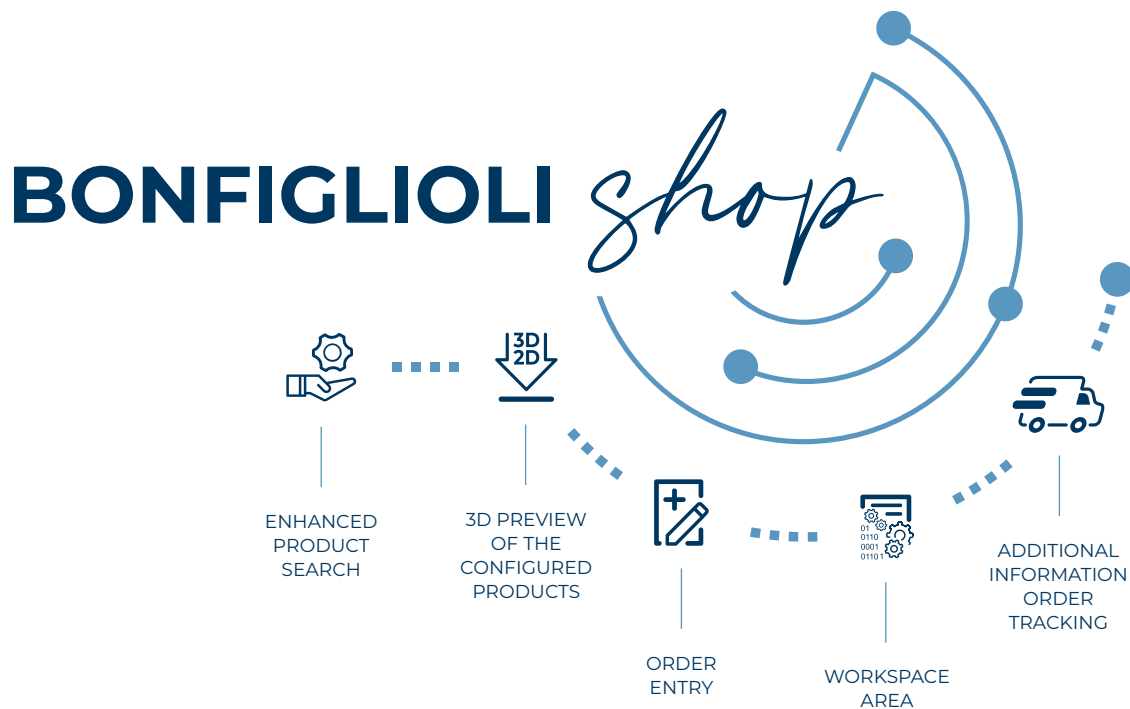 BONFIGLIOLI shop
3D
2D
ENHANCED
PRODUCT
SEARCH
3D PREVIEW
OF THE
CONFIGURED
PRODUCTS
ORDER
ENTRY
01
0110
0001
01101
WORKSPACE
AREA
ADDITIONAL
INFORMATION
ORDER
TRACKING